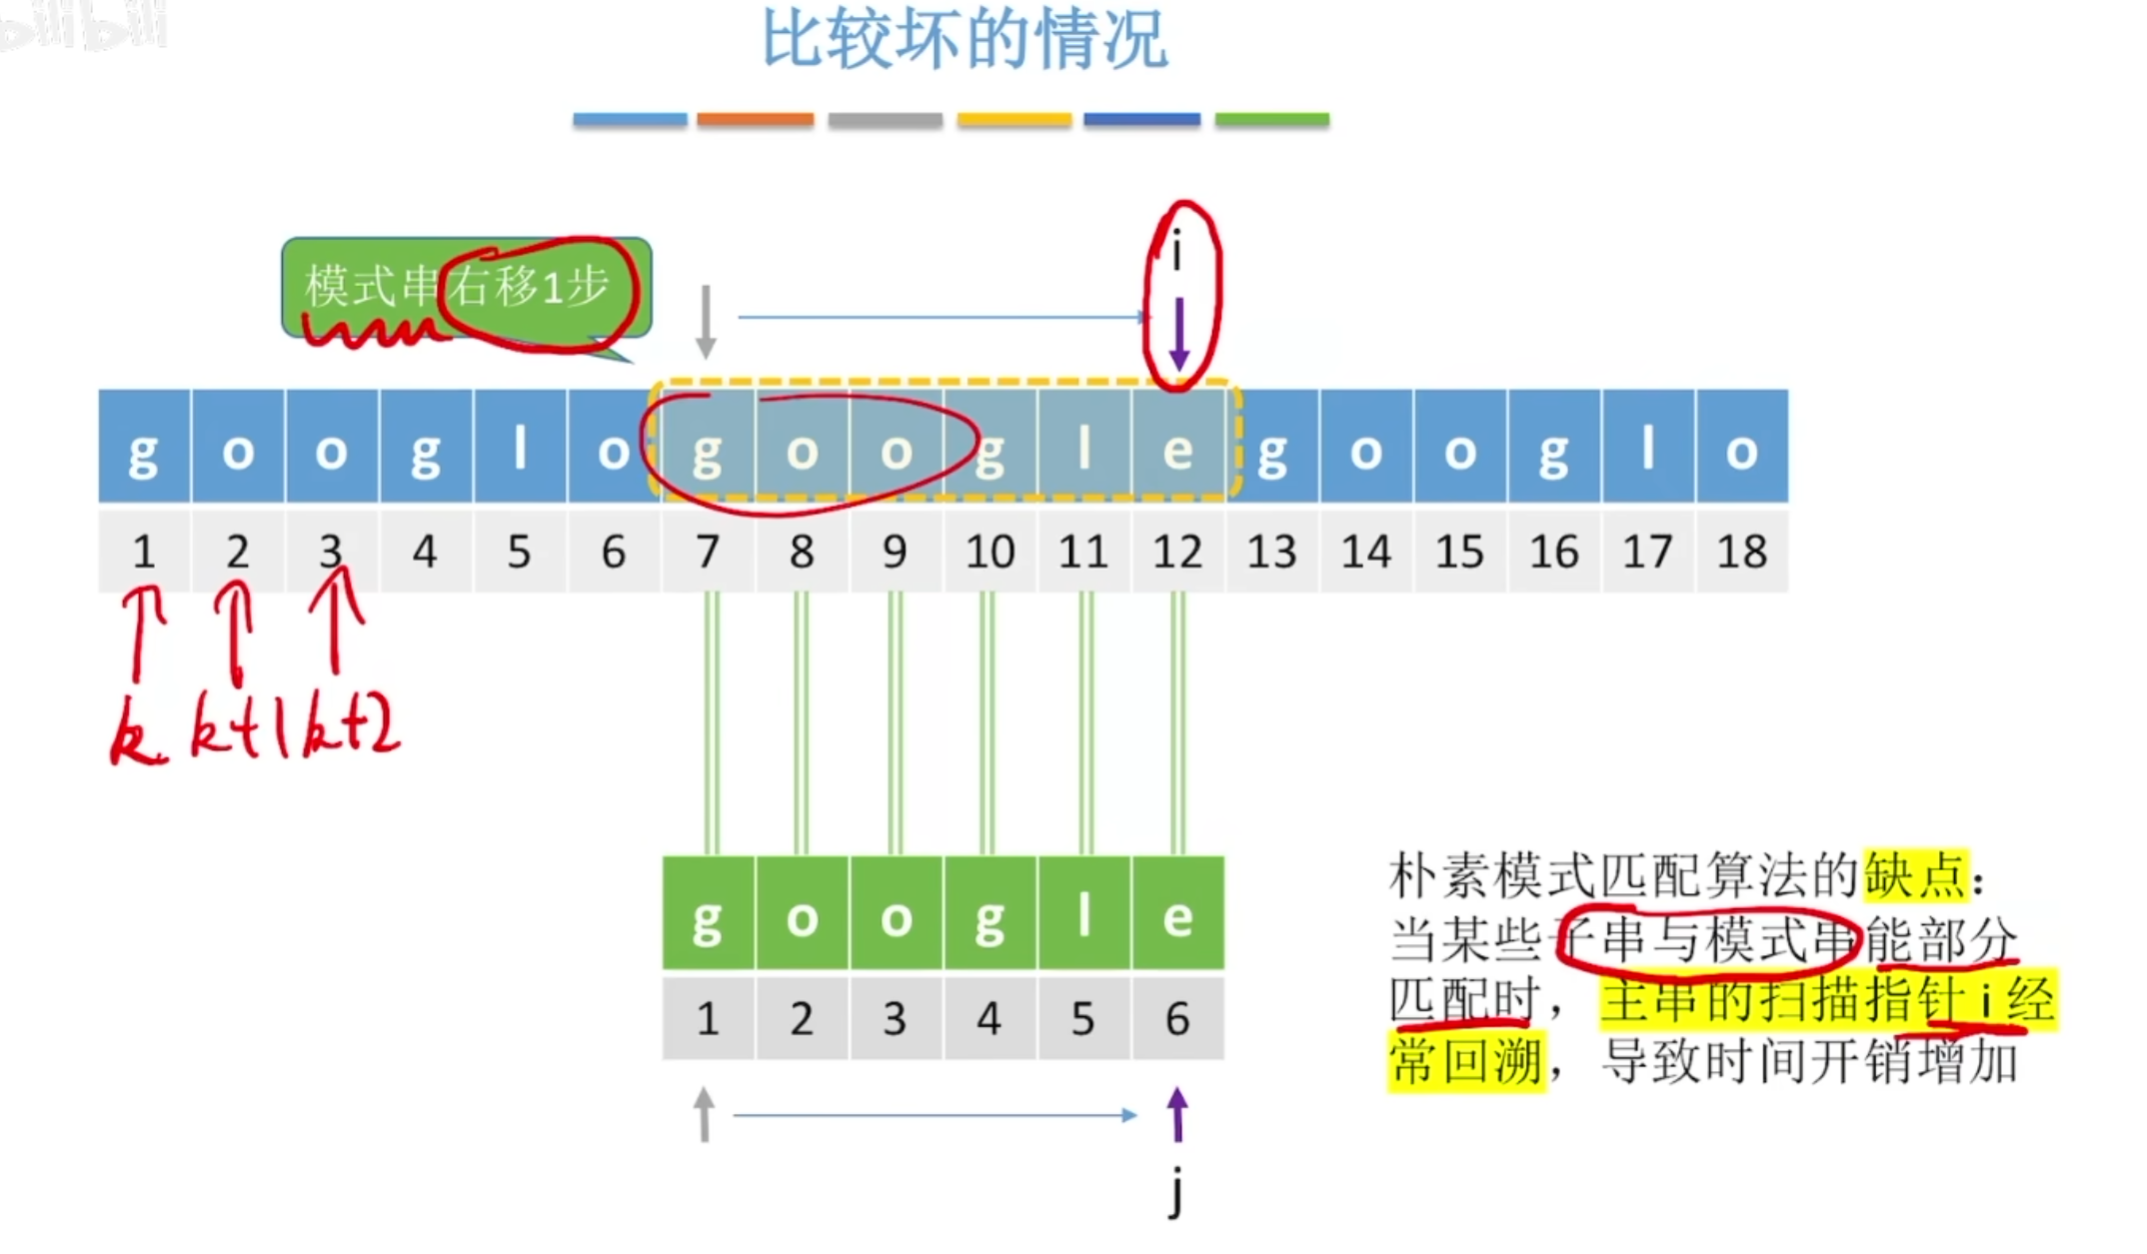 bilibili
比较坏的情况
i
模式串右移1步
g o o g l o g o o g l e g o o g l o
1 2 3 4 5 6 7 8 9 10 11 12 13 14 15 16 17 18
k k+1 k+2
g o o g l e
1 2 3 4 5 6
j
朴素模式匹配算法的缺点:
当某些子串与模式串能部分
匹配时，主串的扫描指针 i 经
常回溯，导致时间开销增加